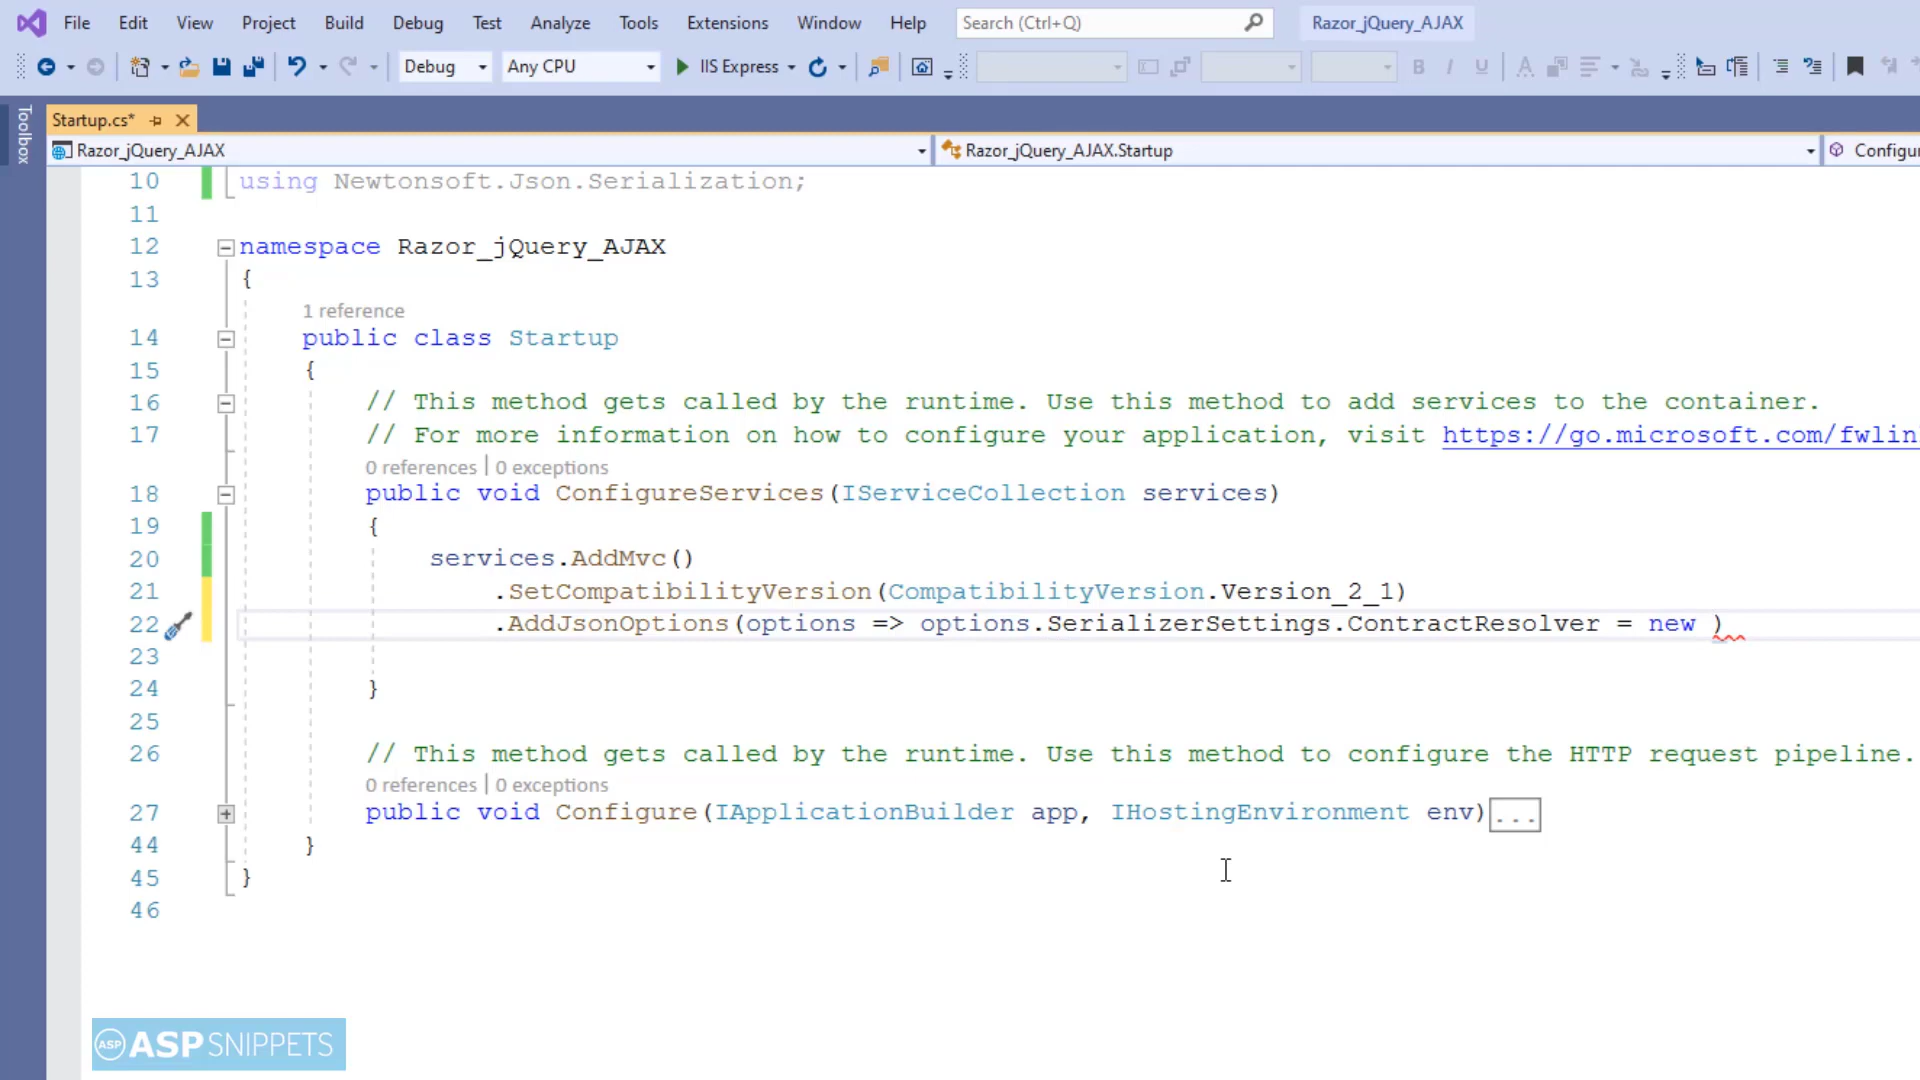 File Edit View Project Build Debug Test Analyze Tools Extensions Window Help Search (Ctrl+Q) Razor_jQuery_AJAX
Debug Any CPU IIS Express
Toolbox
Startup.cs*
Razor_jQuery_AJAX Razor_jQuery_AJAX.Startup Configu
10 using Newtonsoft.Json.Serialization;
11
12 namespace Razor_jQuery_AJAX
13 {
1 reference
14 public class Startup
15 {
16 // This method gets called by the runtime. Use this method to add services to the container.
17 // For more information on how to configure your application, visit https://go.microsoft.com/fwlin
0 references | 0 exceptions
18 public void ConfigureServices(IServiceCollection services)
19 {
20 services.AddMvc()
21 .SetCompatibilityVersion(CompatibilityVersion.Version_2_1)
22 .AddJsonOptions(options => options.SerializerSettings.ContractResolver = new )
23
24 }
25
26 // This method gets called by the runtime. Use this method to configure the HTTP request pipeline.
0 references | 0 exceptions
27 public void Configure(IApplicationBuilder app, IHostingEnvironment env)...
44 }
45 }
46
ASP ASPSNIPPETS